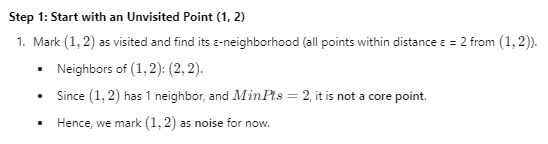 Step 1: Start with an Unvisited Point (1, 2)
1. Mark (1, 2) as visited and find its ε-neighborhood (all points within distance ε = 2 from (1, 2)).
• Neighbors of (1, 2): (2, 2).
• Since (1, 2) has 1 neighbor, and MinPts = 2, it is not a core point.
• Hence, we mark (1, 2) as noise for now.